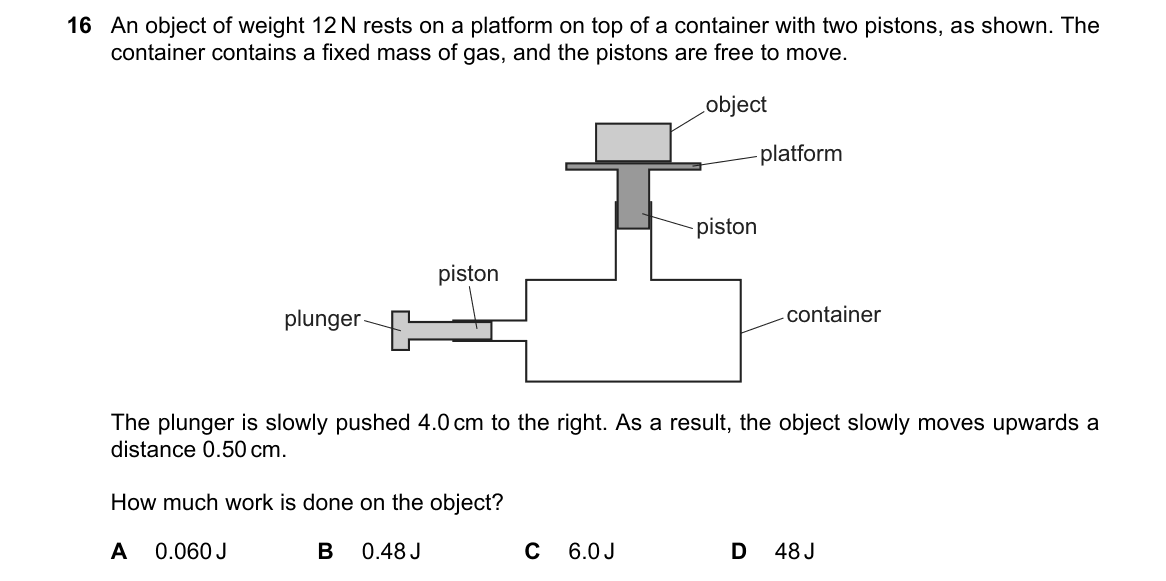 16 An object of weight 12 N rests on a platform on top of a container with two pistons, as shown. The
container contains a fixed mass of gas, and the pistons are free to move.
object
platform
piston
piston
plunger
container
The plunger is slowly pushed 4.0 cm to the right. As a result, the object slowly moves upwards a
distance 0.50 cm.
How much work is done on the object?
A 0.060 J B 0.48 J C 6.0 J D 48 J